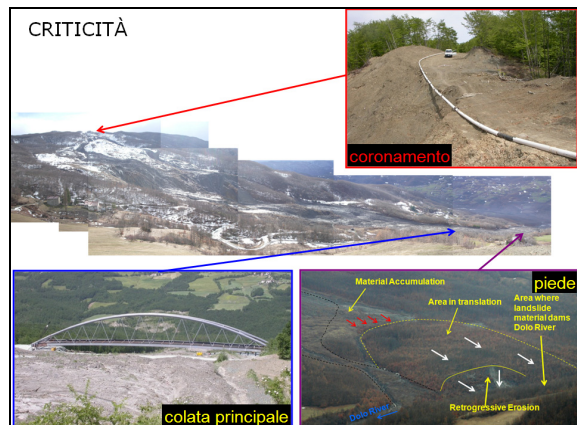 CRITICITÀ
coronamento
colata principale
piede
Material Accumulation
Area in translation
Area where
landslide
material dams
Dolo River
Dolo River
Retrogressive Erosion